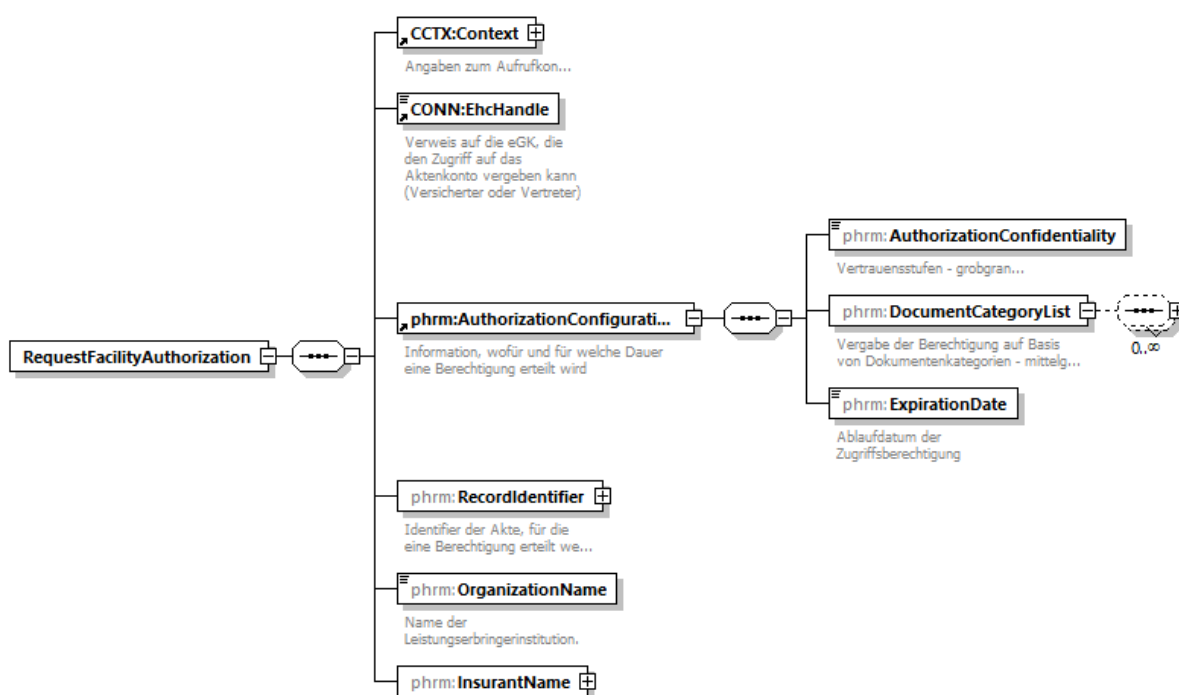 CCTX:Context
Angaben zum Aufrufkon...
CONN:EhcHandle
Verweis auf die eGK, die
den Zugriff auf das
Aktenkonto vergeben kann
(Versicherter oder Vertreter)
RequestFacilityAuthorization
phrm:AuthorizationConfigurati...
Information, wofür und für welche Dauer
eine Berechtigung erteilt wird
phrm:AuthorizationConfidentiality
Vertrauensstufen - grobgran...
phrm:DocumentCategoryList
0..∞
Vergabe der Berechtigung auf Basis
von Dokumentenkategorien - mittelg...
phrm:ExpirationDate
Ablaufdatum der
Zugriffsberechtigung
phrm:RecordIdentifier
Identifier der Akte, für die
eine Berechtigung erteilt we...
phrm:OrganizationName
Name der
Leistungserbringerinstitution.
phrm:InsurantName